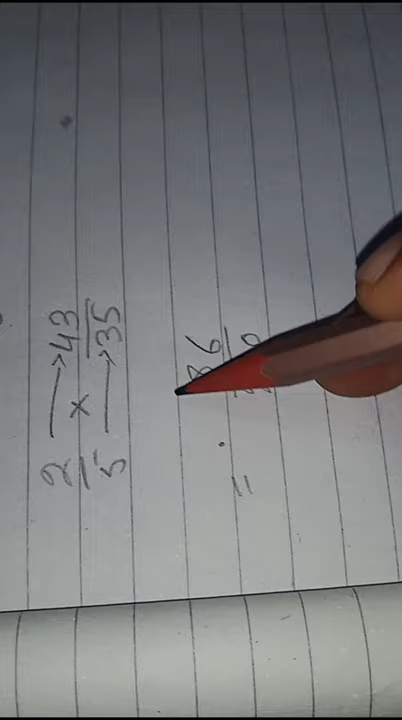 2 → 43
×
5 → 35
= 86